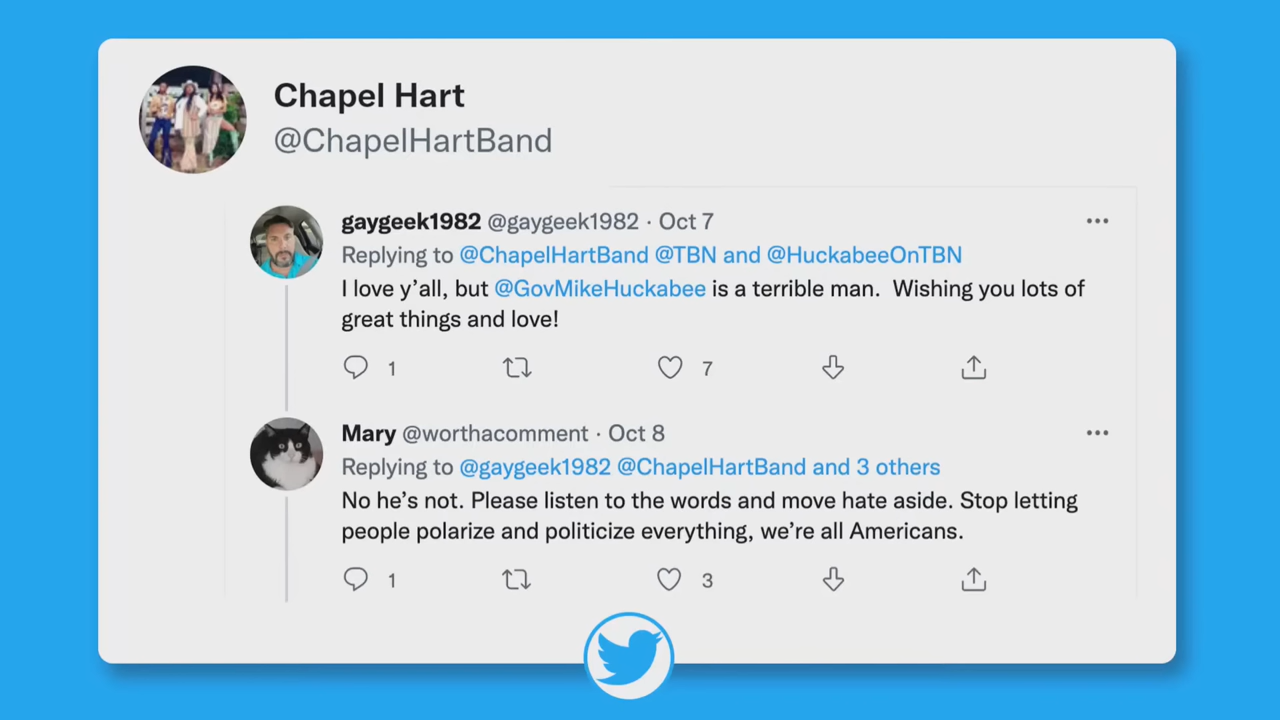 Chapel Hart
@ChapelHartBand
gaygeek1982 @gaygeek1982 · Oct 7
Replying to @ChapelHartBand @TBN and @HuckabeeOnTBN
I love y’all, but @GovMikeHuckabee is a terrible man.  Wishing you lots of
great things and love!
1 7
Mary @worthacomment · Oct 8
Replying to @gaygeek1982 @ChapelHartBand and 3 others
No he’s not. Please listen to the words and move hate aside. Stop letting
people polarize and politicize everything, we’re all Americans.
1 3